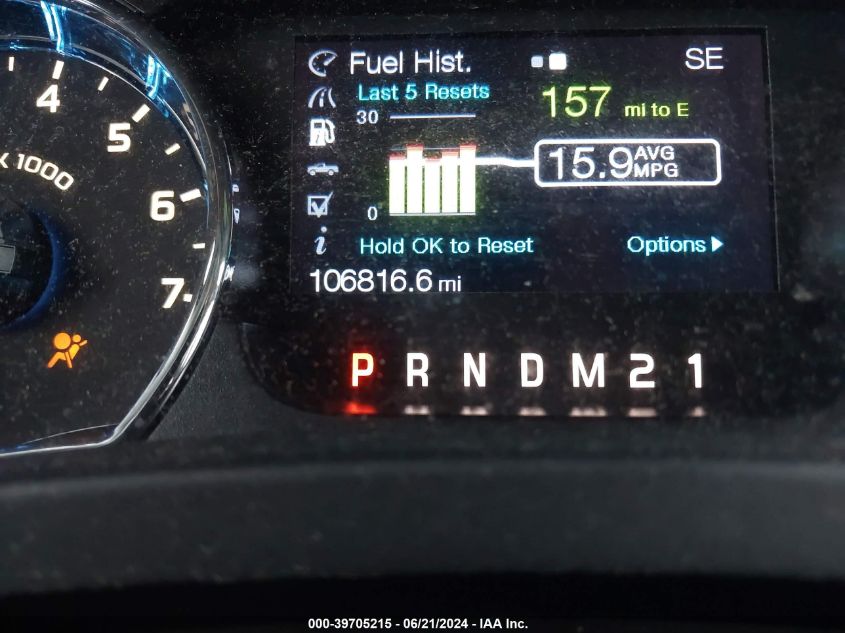 Fuel Hist.
SE
Last 5 Resets
157 mi to E
30
15.9 AVG MPG
0
Hold OK to Reset
Options
106816.6 mi
4
5
x 1000
6
7
P R N D M 2 1
i
000-39705215 - 06/21/2024 - IAA Inc.